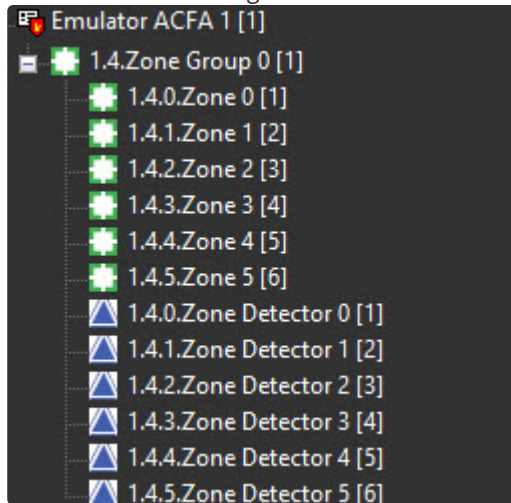 Emulator ACFA 1 [1]
1.4.Zone Group 0 [1]
1.4.0.Zone 0 [1]
1.4.1.Zone 1 [2]
1.4.2.Zone 2 [3]
1.4.3.Zone 3 [4]
1.4.4.Zone 4 [5]
1.4.5.Zone 5 [6]
1.4.0.Zone Detector 0 [1]
1.4.1.Zone Detector 1 [2]
1.4.2.Zone Detector 2 [3]
1.4.3.Zone Detector 3 [4]
1.4.4.Zone Detector 4 [5]
1.4.5.Zone Detector 5 [6]